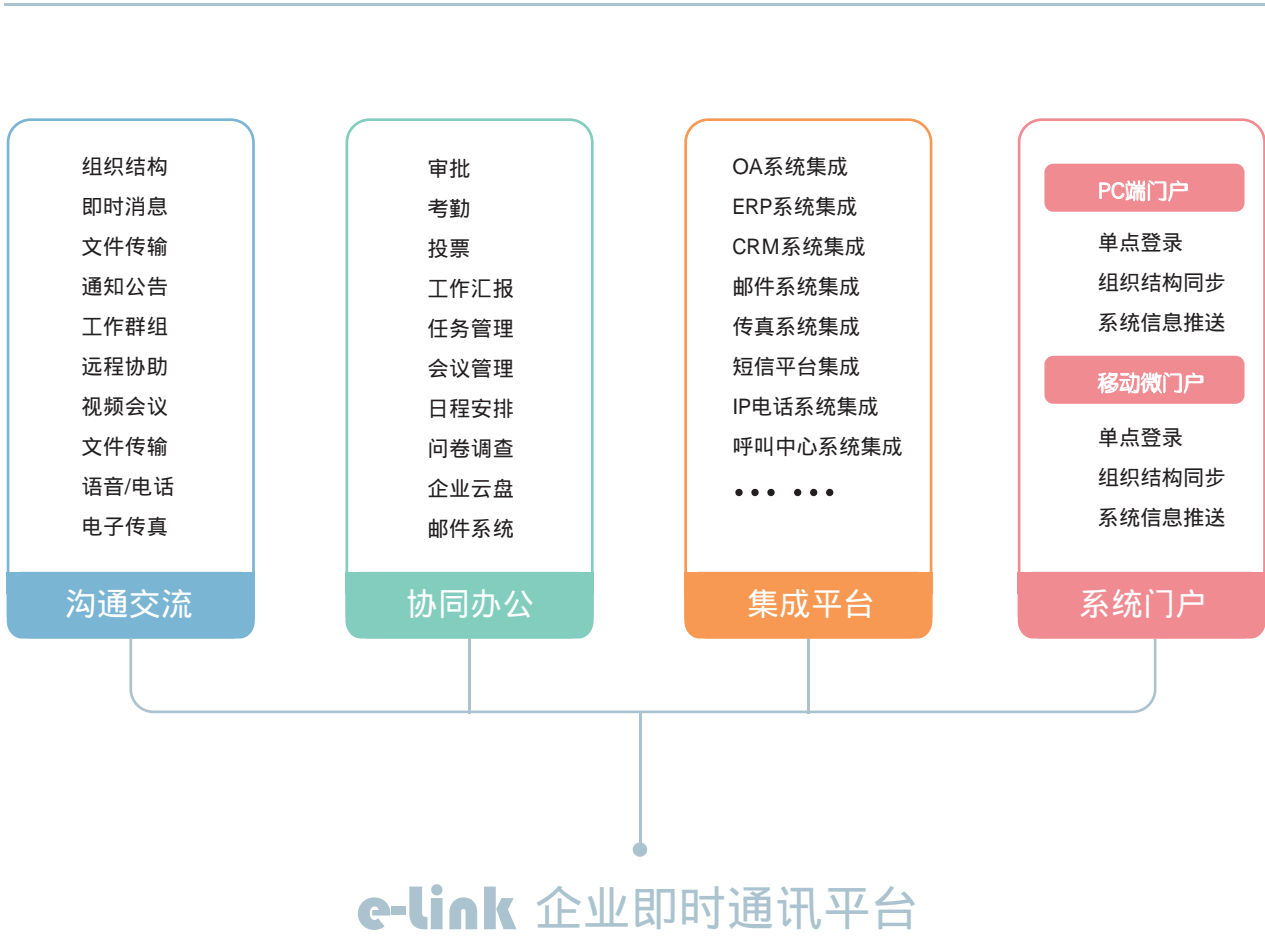 组织结构
即时消息
文件传输
通知公告
工作群组
远程协助
视频会议
文件传输
语音/电话
电子传真
沟通交流
审批
考勤
投票
工作汇报
任务管理
会议管理
日程安排
问卷调查
企业云盘
邮件系统
协同办公
OA系统集成
ERP系统集成
CRM系统集成
邮件系统集成
传真系统集成
短信平台集成
IP电话系统集成
呼叫中心系统集成
••• •••
集成平台
PC端门户
单点登录
组织结构同步
系统信息推送
移动微门户
单点登录
组织结构同步
系统信息推送
系统门户
e-link 企业即时通讯平台